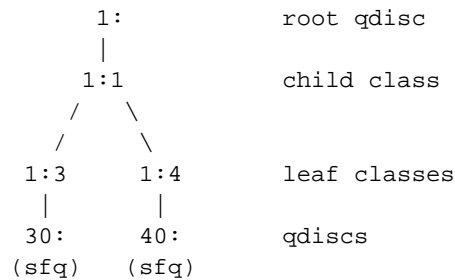 1: root qdisc
|
1:1 child class
/ \
/ \
1:3 1:4 leaf classes
| |
30: 40: qdiscs
(sfq) (sfq)